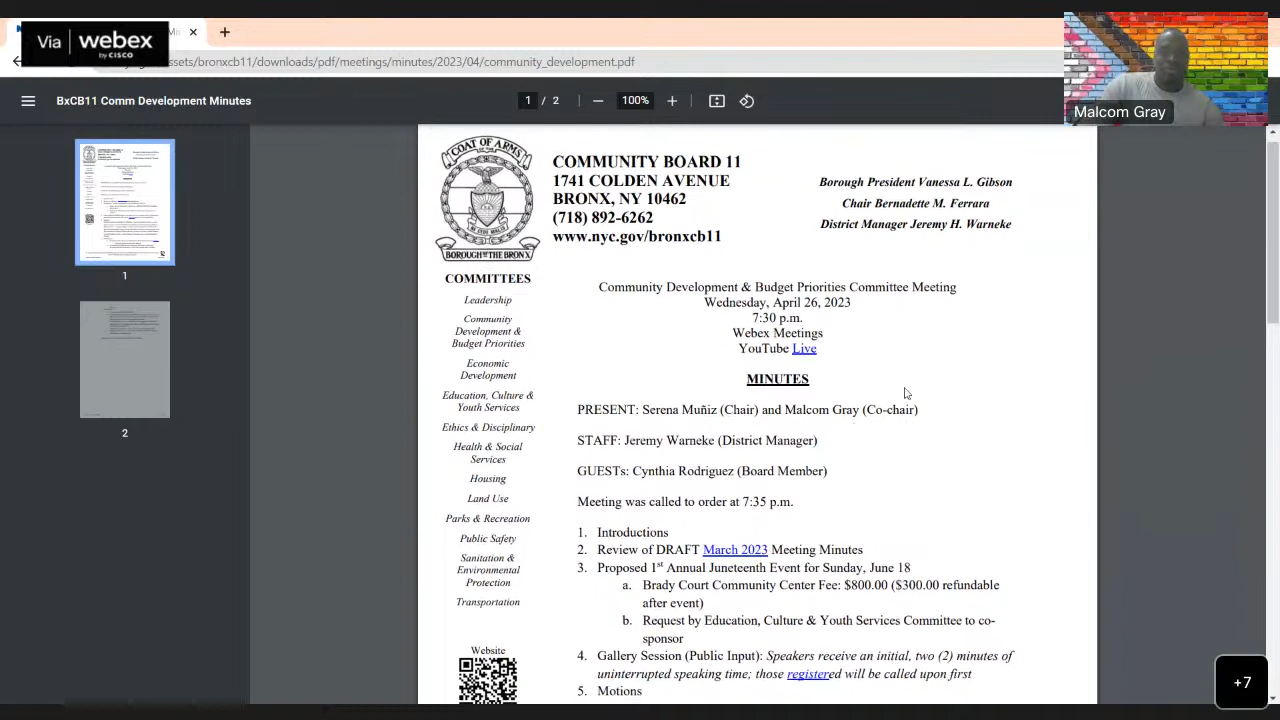 Via | webex
by CISCO
ssets/bronxcb11/downloads/pdf/meet
/2023/04/com
_development.pdf
BxCB11 Comm Development Minutes
1 / 2
100%
Malcom Gray
1
2
COAT OF ARMS
BOROUGH OF THE BRONX
COMMUNITY BOARD 11
1741 COLDEN AVENUE
BRONX, NY 10462
(718) 892-6262
www.nyc.gov/bronxcb11
Borough President Vanessa L. Gibson
Chair Bernadette M. Ferrara
District Manager Jeremy H. Warneke
COMMITTEES
Leadership
Community
Development &
Budget Priorities
Economic
Development
Education, Culture &
Youth Services
Ethics & Disciplinary
Health & Social
Services
Housing
Land Use
Parks & Recreation
Public Safety
Sanitation &
Environmental
Protection
Transportation
Website
Community Development & Budget Priorities Committee Meeting
Wednesday, April 26, 2023
7:30 p.m.
Webex Meetings
YouTube Live
MINUTES
PRESENT: Serena Muñiz (Chair) and Malcom Gray (Co-chair)
STAFF: Jeremy Warneke (District Manager)
GUESTs: Cynthia Rodriguez (Board Member)
Meeting was called to order at 7:35 p.m.
1. Introductions
2. Review of DRAFT March 2023 Meeting Minutes
3. Proposed 1st Annual Juneteenth Event for Sunday, June 18
a. Brady Court Community Center Fee: $800.00 ($300.00 refundable
after event)
b. Request by Education, Culture & Youth Services Committee to co-
sponsor
4. Gallery Session (Public Input): Speakers receive an initial, two (2) minutes of
uninterrupted speaking time; those registered will be called upon first
5. Motions
+7